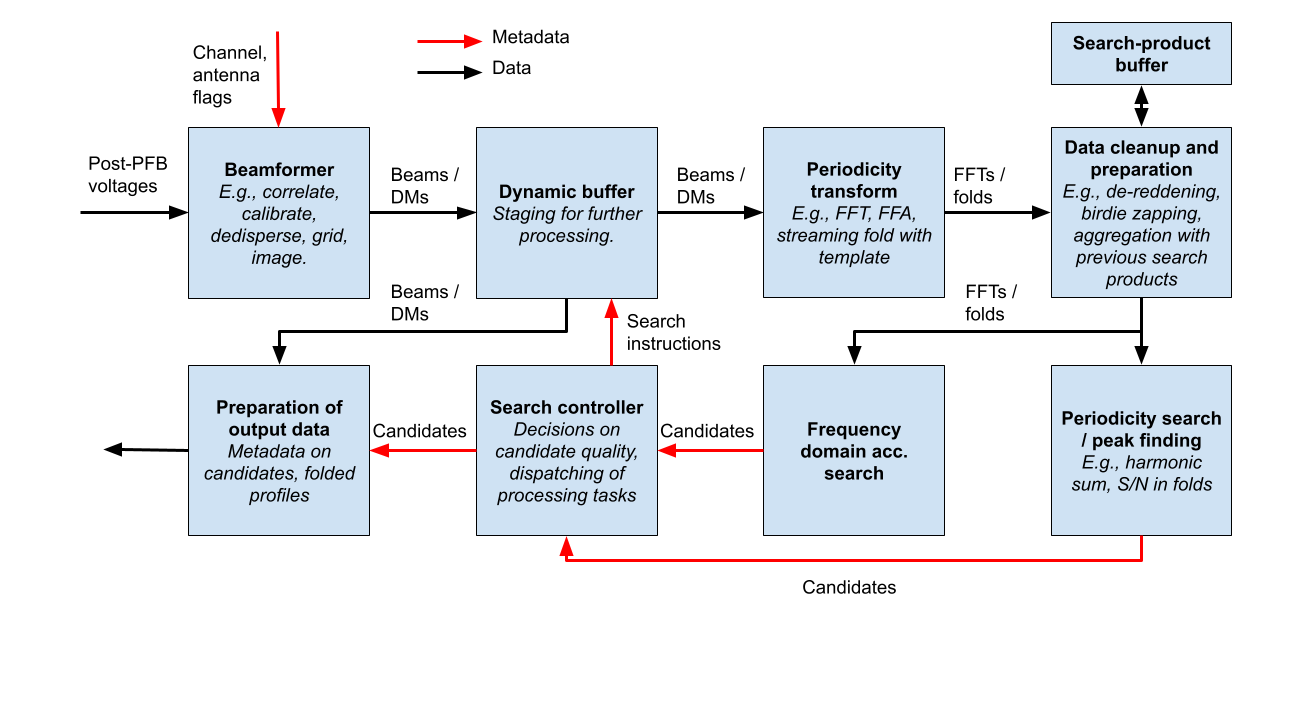 Channel,
antenna
flags
Metadata
Data
Search-product
buffer
Post-PFB
voltages
Beamformer
E.g., correlate,
calibrate,
dedisperse, grid,
image.
Beams /
DMs
Dynamic buffer
Staging for further
processing.
Beams /
DMs
Periodicity
transform
E.g., FFT, FFA,
streaming fold with
template
FFTs /
folds
Data cleanup and
preparation
E.g., de-reddening,
birdie zapping,
aggregation with
previous search
products
Beams /
DMs
Search
instructions
FFTs /
folds
Preparation of
output data
Metadata on
candidates, folded
profiles
Candidates
Search controller
Decisions on
candidate quality,
dispatching of
processing tasks
Candidates
Frequency
domain acc.
search
Periodicity search
/ peak finding
E.g., harmonic
sum, S/N in folds
Candidates